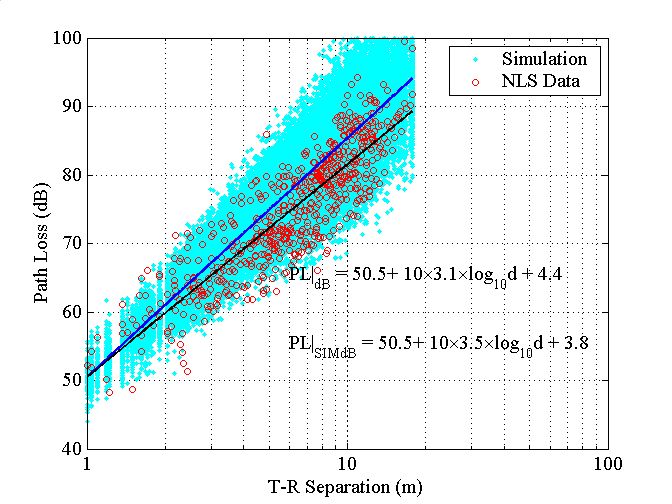 100
90
80
70
60
50
40
Path Loss (dB)
Simulation
NLS Data
PL|dB = 50.5+ 10×3.1×log10d + 4.4
PL|SIMdB = 50.5+ 10×3.5×log10d + 3.8
1 10 100
T-R Separation (m)